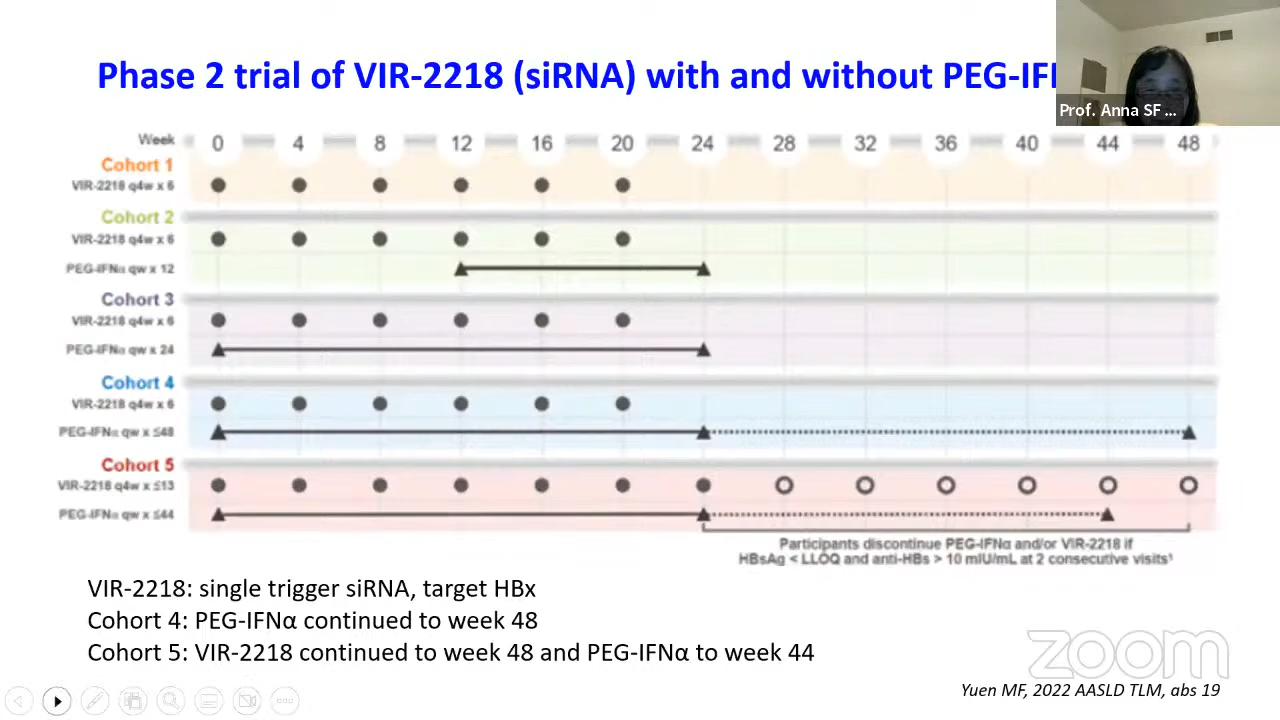 Phase 2 trial of VIR-2218 (siRNA) with and without PEG-IF
Prof. Anna SF ...
Week 0 4 8 12 16 20 24 28 32 36 40 44 48
Cohort 1
VIR-2218 q4w x 6
Cohort 2
VIR-2218 q4w x 6
PEG-IFNα qw x 12
Cohort 3
VIR-2218 q4w x 6
PEG-IFNα qw x 24
Cohort 4
VIR-2218 q4w x 6
PEG-IFNα qw x ≤48
Cohort 5
VIR-2218 q4w x ≤13
PEG-IFNα qw x ≤44
Participants discontinue PEG-IFNα and/or VIR-2218 if
HBsAg < LLOQ and anti-HBs > 10 mIU/mL at 2 consecutive visits¹
VIR-2218: single trigger siRNA, target HBx
Cohort 4: PEG-IFNα continued to week 48
Cohort 5: VIR-2218 continued to week 48 and PEG-IFNα to week 44
zoom
Yuen MF, 2022 AASLD TLM, abs 19